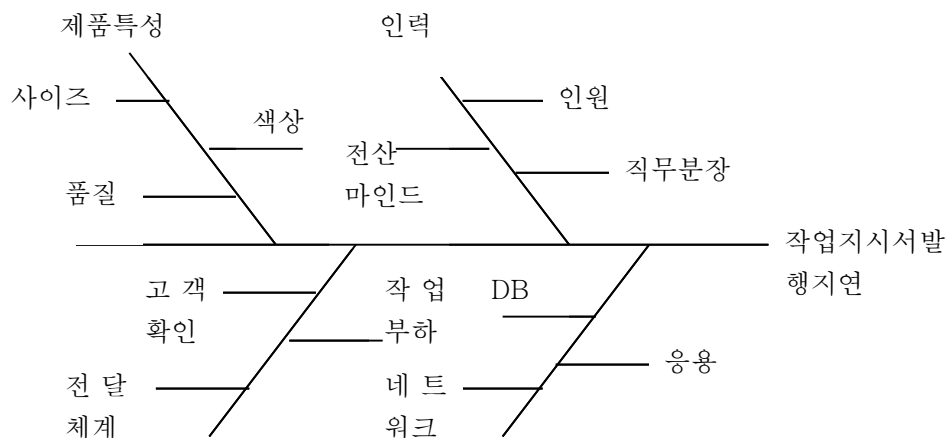 제품특성
인력
사이즈
인원
색상
전산
마인드
직무분장
품질
작업지시서발
행지연
고 객
확인
작 업
부하
DB
응용
전 달
체계
네 트
워크